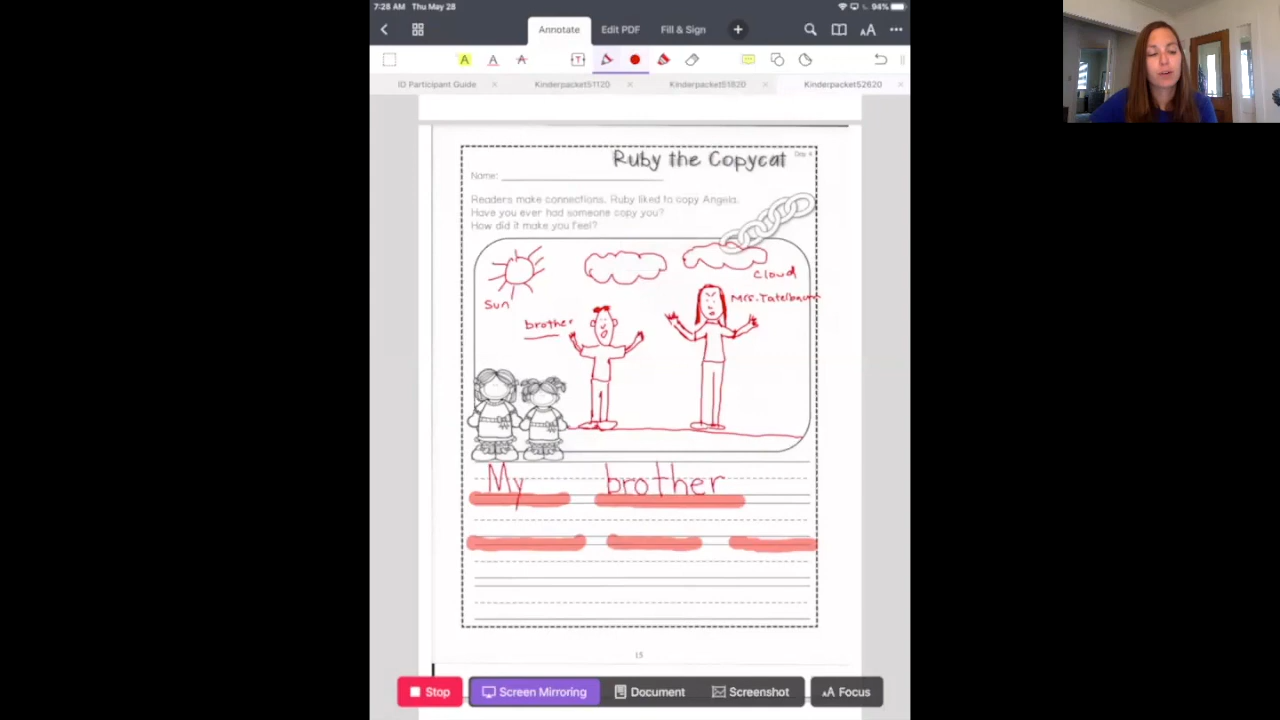 7:28 AM Thu May 28 94%
Annotate Edit PDF Fill & Sign
ID Participant Guide Kinderpacket51120 Kinderpacket51820 Kinderpacket52620
Ruby the Copycat
Name:
Readers make connections. Ruby liked to copy Angela.
Have you ever had someone copy you?
How did it make you feel?
Cloud
Sun
Mrs. Tatelbaum
brother
My brother
15
Stop Screen Mirroring Document Screenshot AA Focus